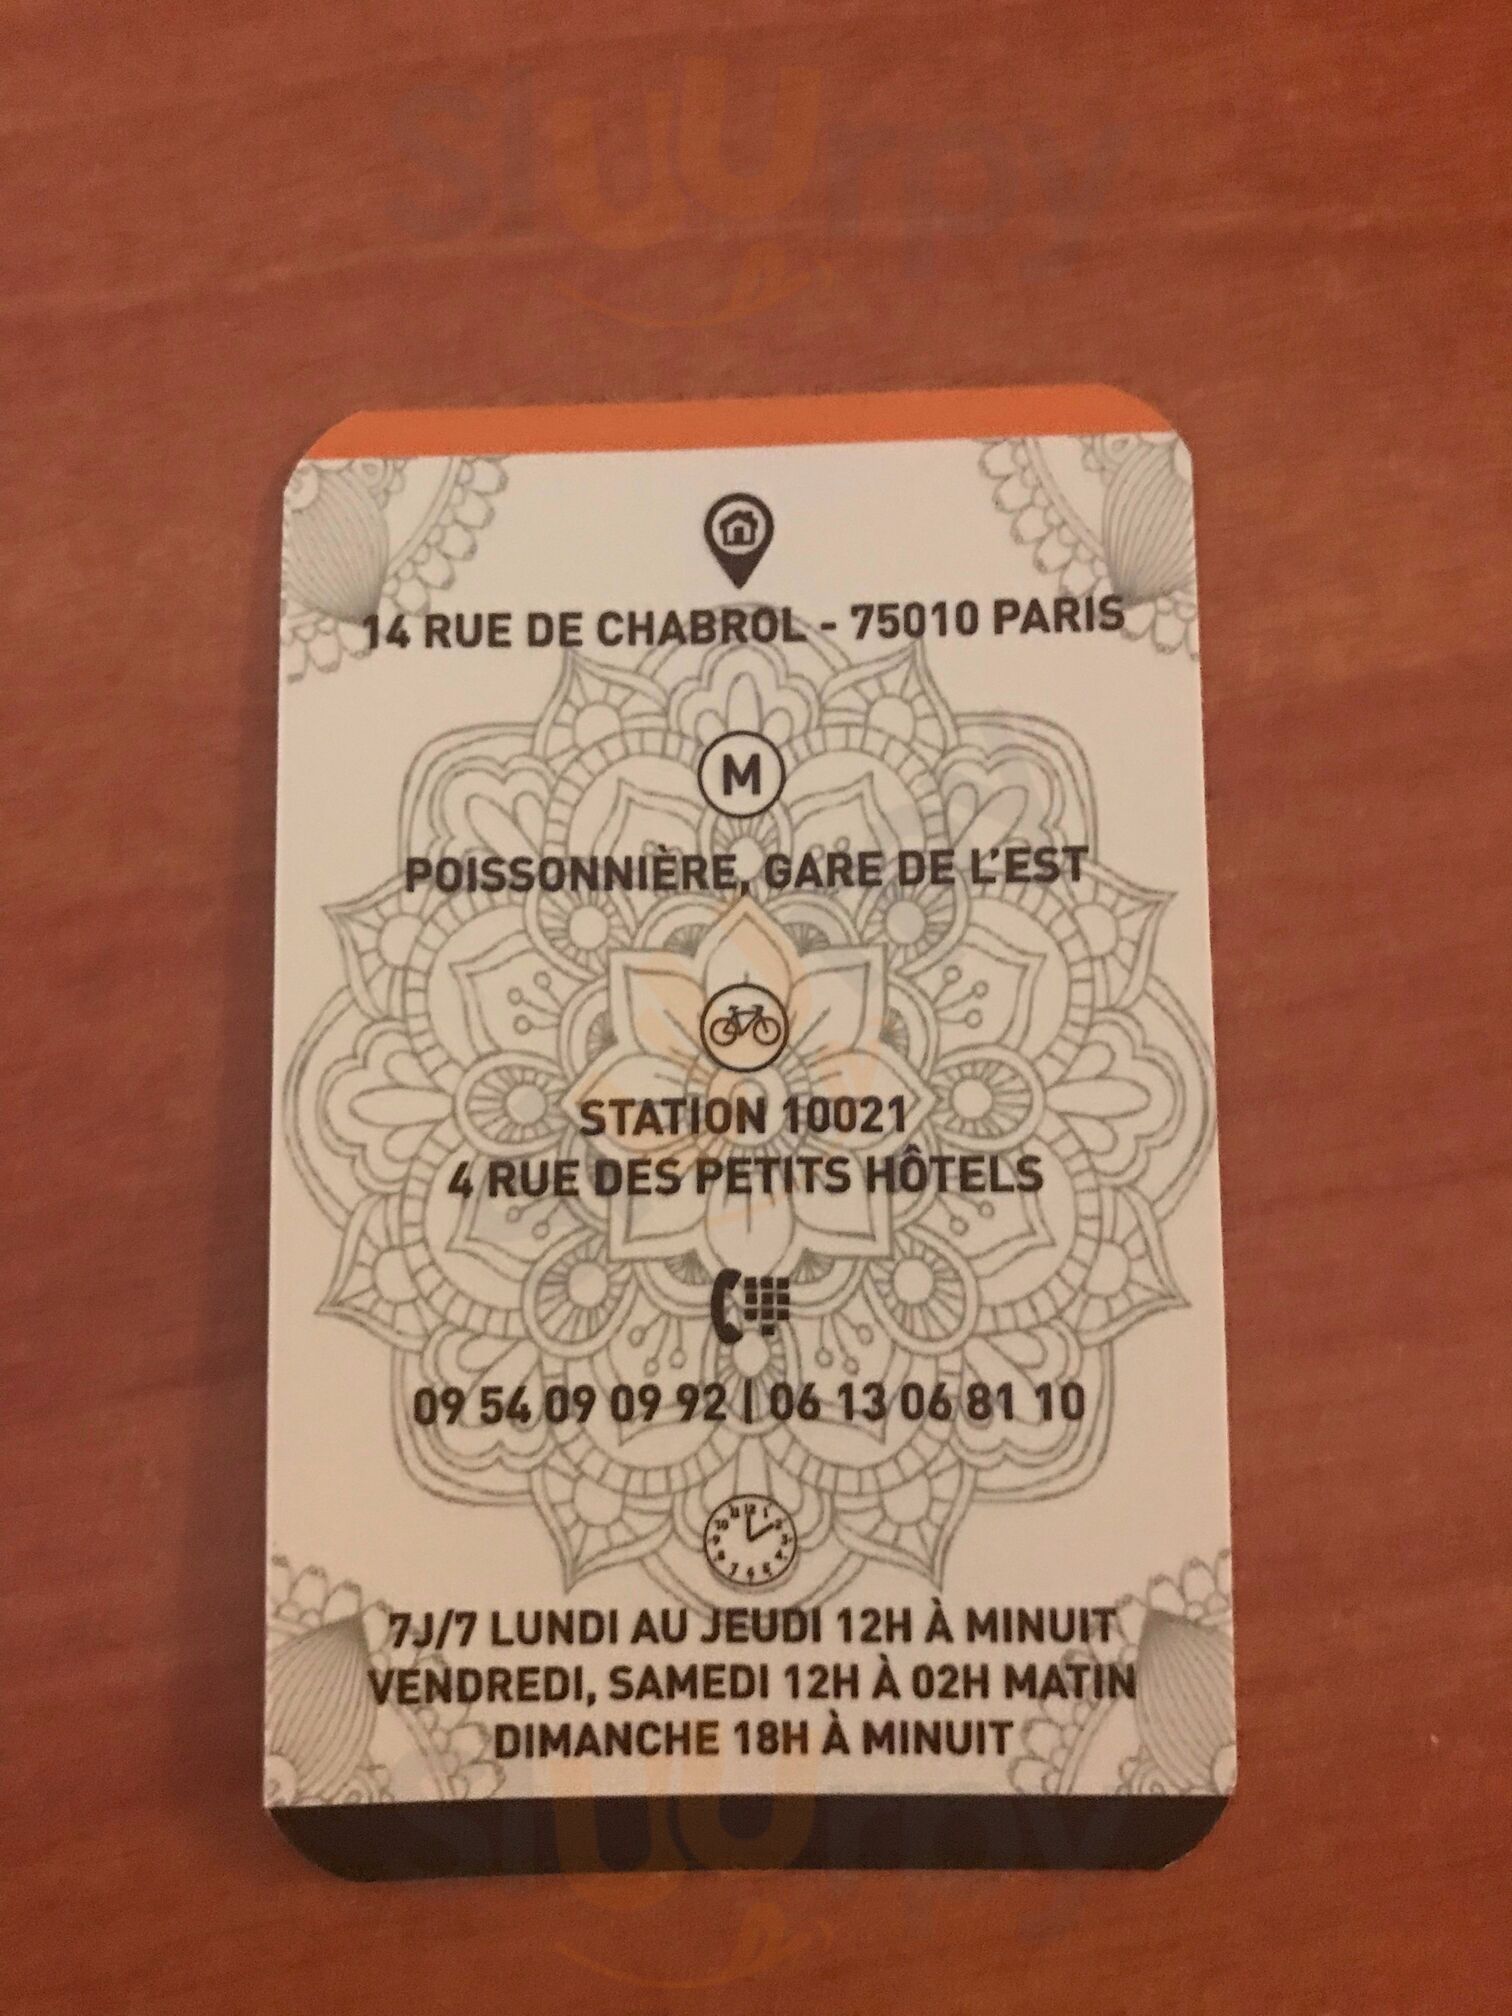 sluurpy
14 RUE DE CHABROL - 75010 PARIS
M
POISSONNIÈRE, GARE DE L'EST
STATION 10021
4 RUE DES PETITS HÔTELS
09 54 09 09 92 | 06 13 06 81 10
7J/7 LUNDI AU JEUDI 12H À MINUIT
VENDREDI, SAMEDI 12H À 02H MATIN
DIMANCHE 18H À MINUIT
sluurpy